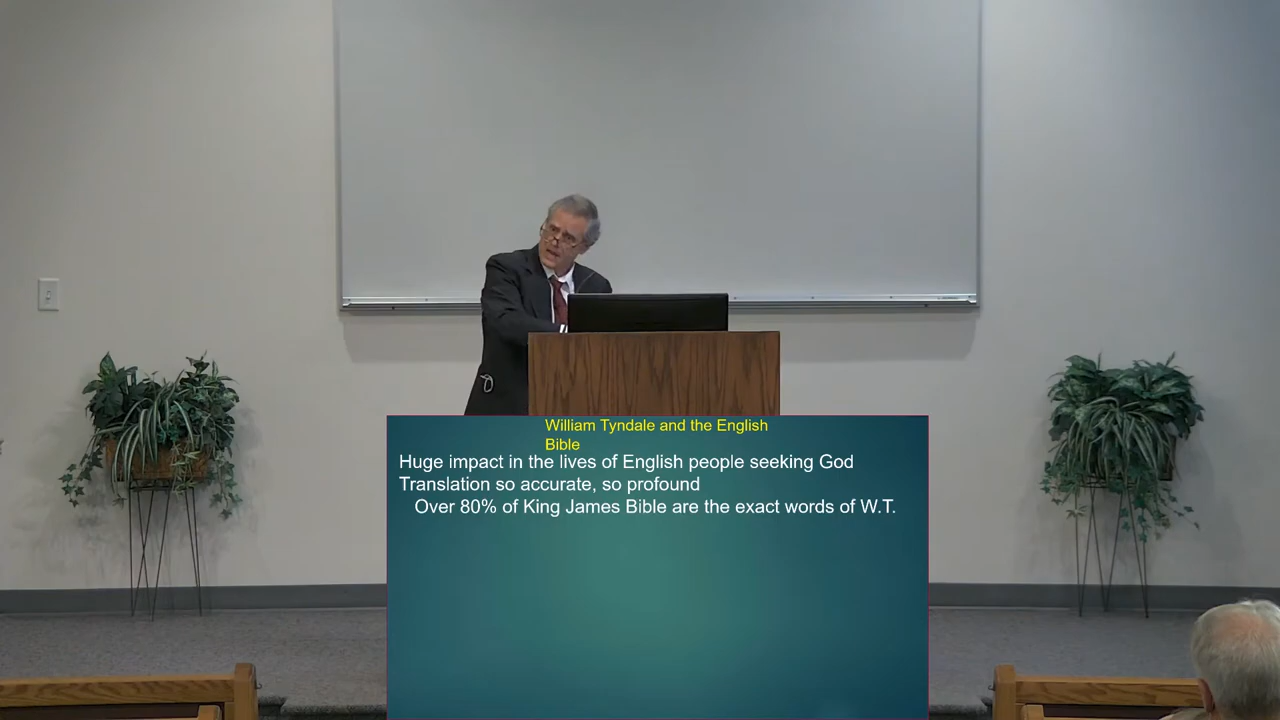 William Tyndale and the English
Bible
Huge impact in the lives of English people seeking God
Translation so accurate, so profound
Over 80% of King James Bible are the exact words of W.T.